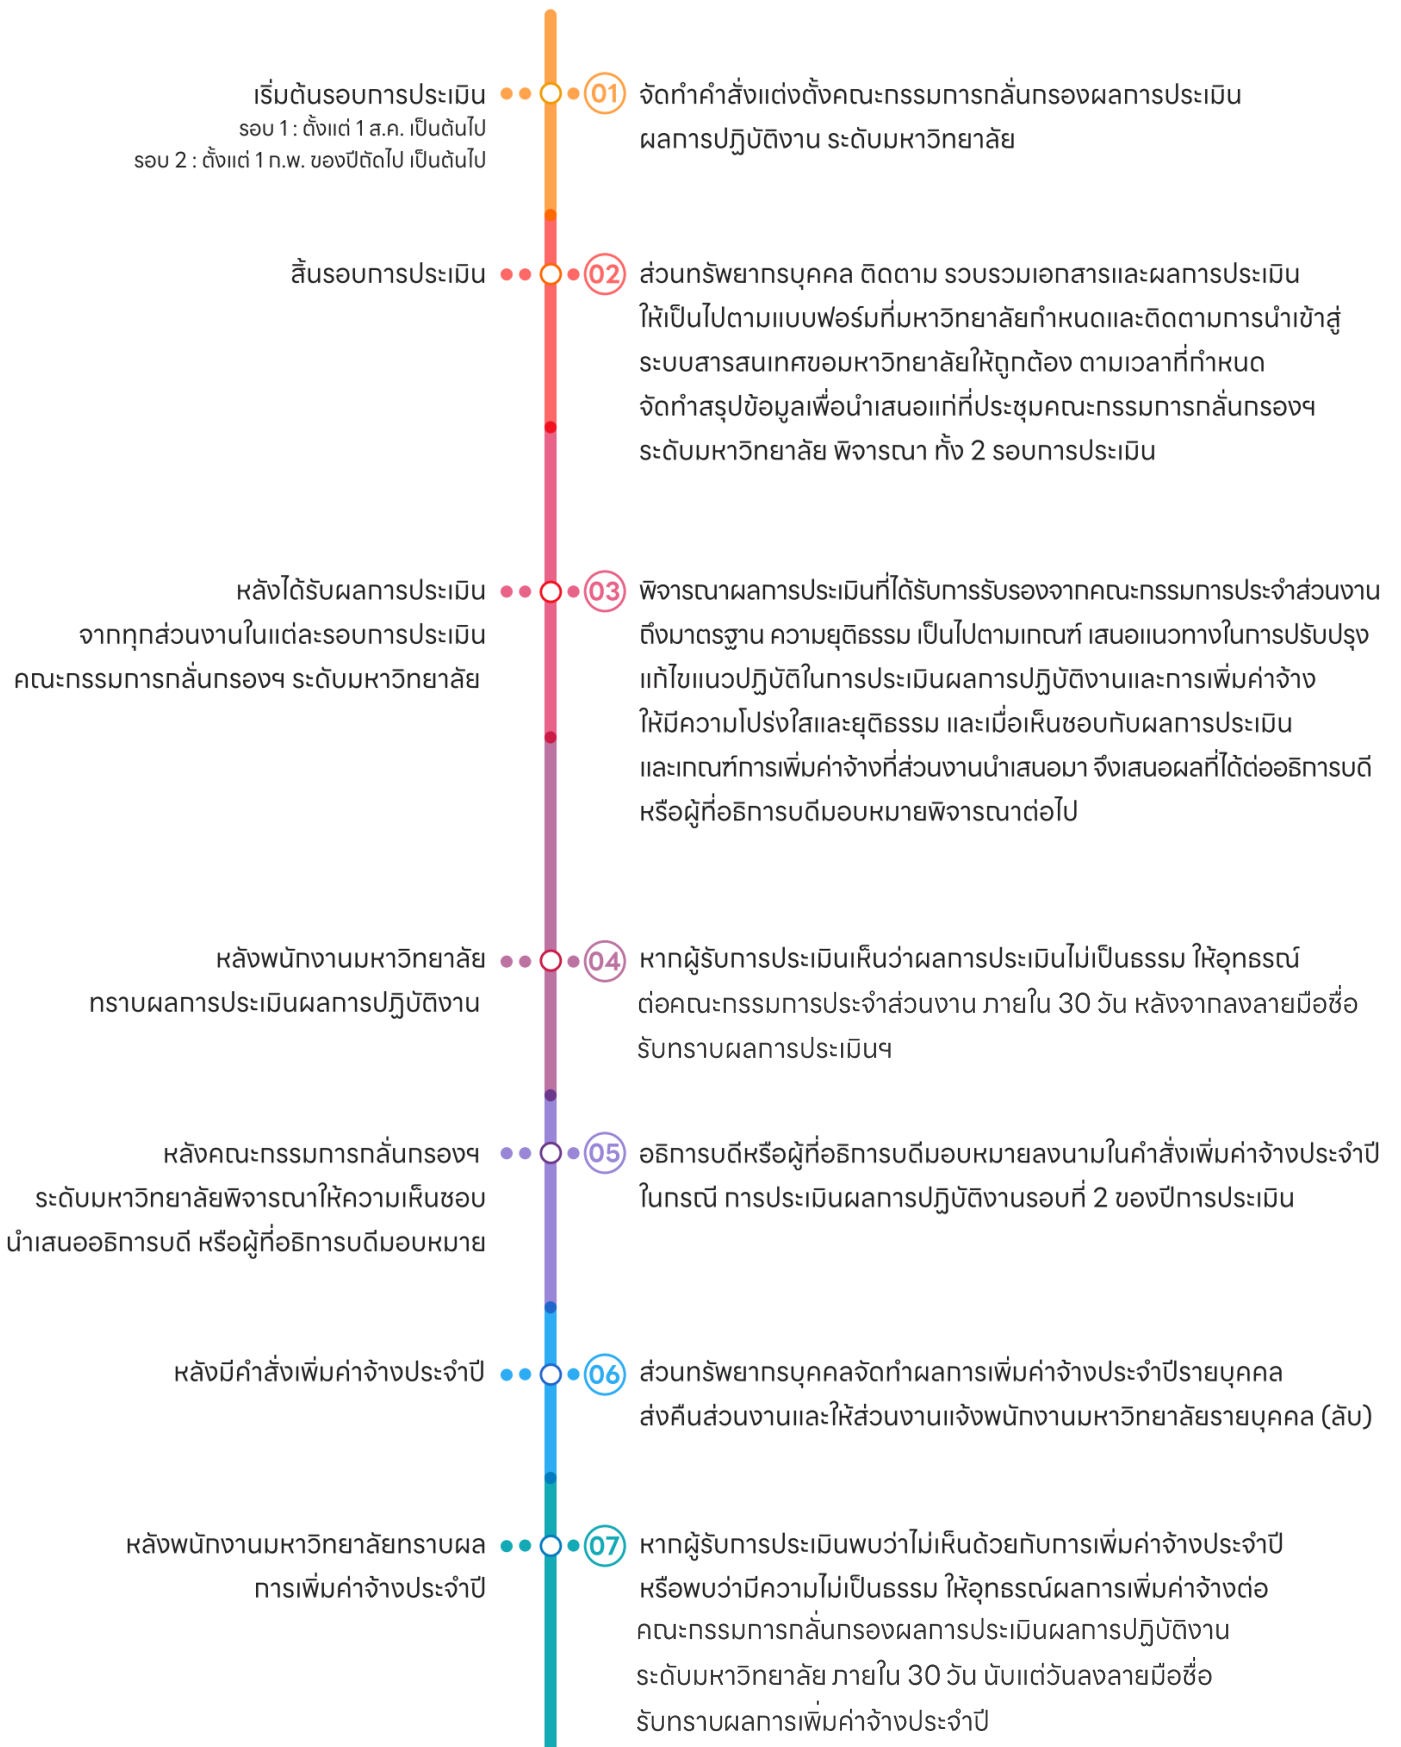 เริ่มต้นรอบการประเมิน
รอบ 1 : ตั้งแต่ 1 ส.ค. เป็นต้นไป
รอบ 2 : ตั้งแต่ 1 ก.พ. ของปีถัดไป เป็นต้นไป
01
จัดทำคำสั่งแต่งตั้งคณะกรรมการกลั่นกรองผลการประเมิน
ผลการปฏิบัติงาน ระดับมหาวิทยาลัย
สิ้นรอบการประเมิน
02
ส่วนทรัพยากรบุคคล ติดตาม รวบรวมเอกสารและผลการประเมิน
ให้เป็นไปตามแบบฟอร์มที่มหาวิทยาลัยกำหนดและติดตามการนำเข้าสู่
ระบบสารสนเทศขอมหาวิทยาลัยให้ถูกต้อง ตามเวลาที่กำหนด
จัดทำสรุปข้อมูลเพื่อนำเสนอแก่ที่ประชุมคณะกรรมการกลั่นกรองฯ
ระดับมหาวิทยาลัย พิจารณา ทั้ง 2 รอบการประเมิน
หลังได้รับผลการประเมิน
จากทุกส่วนงานในแต่ละรอบการประเมิน
คณะกรรมการกลั่นกรองฯ ระดับมหาวิทยาลัย
03
พิจารณาผลการประเมินที่ได้รับการรับรองจากคณะกรรมการประจำส่วนงาน
ถึงมาตรฐาน ความยุติธรรม เป็นไปตามเกณฑ์ เสนอแนวทางในการปรับปรุง
แก้ไขแนวปฏิบัติในการประเมินผลการปฏิบัติงานและการเพิ่มค่าจ้าง
ให้มีความโปร่งใสและยุติธรรม และเมื่อเห็นชอบกับผลการประเมิน
และเกณฑ์การเพิ่มค่าจ้างที่ส่วนงานนำเสนอมา จึงเสนอผลที่ได้ต่ออธิการบดี
หรือผู้ที่อธิการบดีมอบหมายพิจารณาต่อไป
หลังพนักงานมหาวิทยาลัย
ทราบผลการประเมินผลการปฏิบัติงาน
04
หากผู้รับการประเมินเห็นว่าผลการประเมินไม่เป็นธรรม ให้อุทธรณ์
ต่อคณะกรรมการประจำส่วนงาน ภายใน 30 วัน หลังจากลงลายมือชื่อ
รับทราบผลการประเมินฯ
หลังคณะกรรมการกลั่นกรองฯ
ระดับมหาวิทยาลัยพิจารณาให้ความเห็นชอบ
นำเสนออธิการบดี หรือผู้ที่อธิการบดีมอบหมาย
05
อธิการบดีหรือผู้ที่อธิการบดีมอบหมายลงนามในคำสั่งเพิ่มค่าจ้างประจำปี
ในกรณี การประเมินผลการปฏิบัติงานรอบที่ 2 ของปีการประเมิน
หลังมีคำสั่งเพิ่มค่าจ้างประจำปี
06
ส่วนทรัพยากรบุคคลจัดทำผลการเพิ่มค่าจ้างประจำปีรายบุคคล
ส่งคืนส่วนงานและให้ส่วนงานแจ้งพนักงานมหาวิทยาลัยรายบุคคล (ลับ)
หลังพนักงานมหาวิทยาลัยทราบผล
การเพิ่มค่าจ้างประจำปี
07
หากผู้รับการประเมินพบว่าไม่เห็นด้วยกับการเพิ่มค่าจ้างประจำปี
หรือพบว่ามีความไม่เป็นธรรม ให้อุทธรณ์ผลการเพิ่มค่าจ้างต่อ
คณะกรรมการกลั่นกรองผลการประเมินผลการปฏิบัติงาน
ระดับมหาวิทยาลัย ภายใน 30 วัน นับแต่วันลงลายมือชื่อ
รับทราบผลการเพิ่มค่าจ้างประจำปี